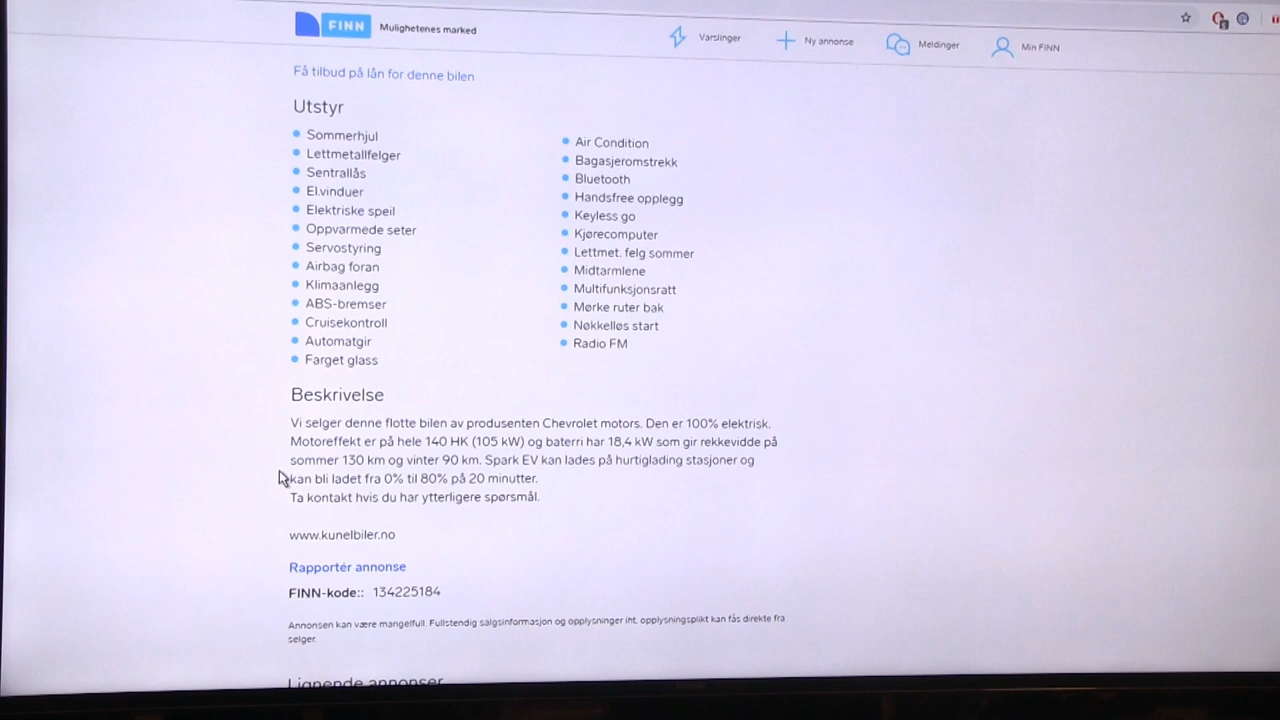 FINN Mulighetenes marked
Varslinger
Ny annonse
Meldinger
Min FINN
Få tilbud på lån for denne bilen
Utstyr
Sommerhjul
Lettmetallfelger
Sentrallås
El.vinduer
Elektriske speil
Oppvarmede seter
Servostyring
Airbag foran
Klimaanlegg
ABS-bremser
Cruisekontroll
Automatgir
Farget glass
Air Condition
Bagasjeromstrekk
Bluetooth
Handsfree opplegg
Keyless go
Kjørecomputer
Lettmet. felg sommer
Midtarmlene
Multifunksjonsratt
Mørke ruter bak
Nøkkelløs start
Radio FM
Beskrivelse
Vi selger denne flotte bilen av produsenten Chevrolet motors. Den er 100% elektrisk.
Motoreffekt er på hele 140 HK (105 kW) og baterri har 18,4 kW som gir rekkevidde på
sommer 130 km og vinter 90 km. Spark EV kan lades på hurtiglading stasjoner og
kan bli ladet fra 0% til 80% på 20 minutter.
Ta kontakt hvis du har ytterligere spørsmål.
www.kunelbiler.no
Rapportér annonse
FINN-kode:: 134225184
Annonsen kan være mangelfull. Fullstendig salgsinformasjon og opplysninger iht. opplysningsplikt kan fås direkte fra
selger.
Lignende annonser